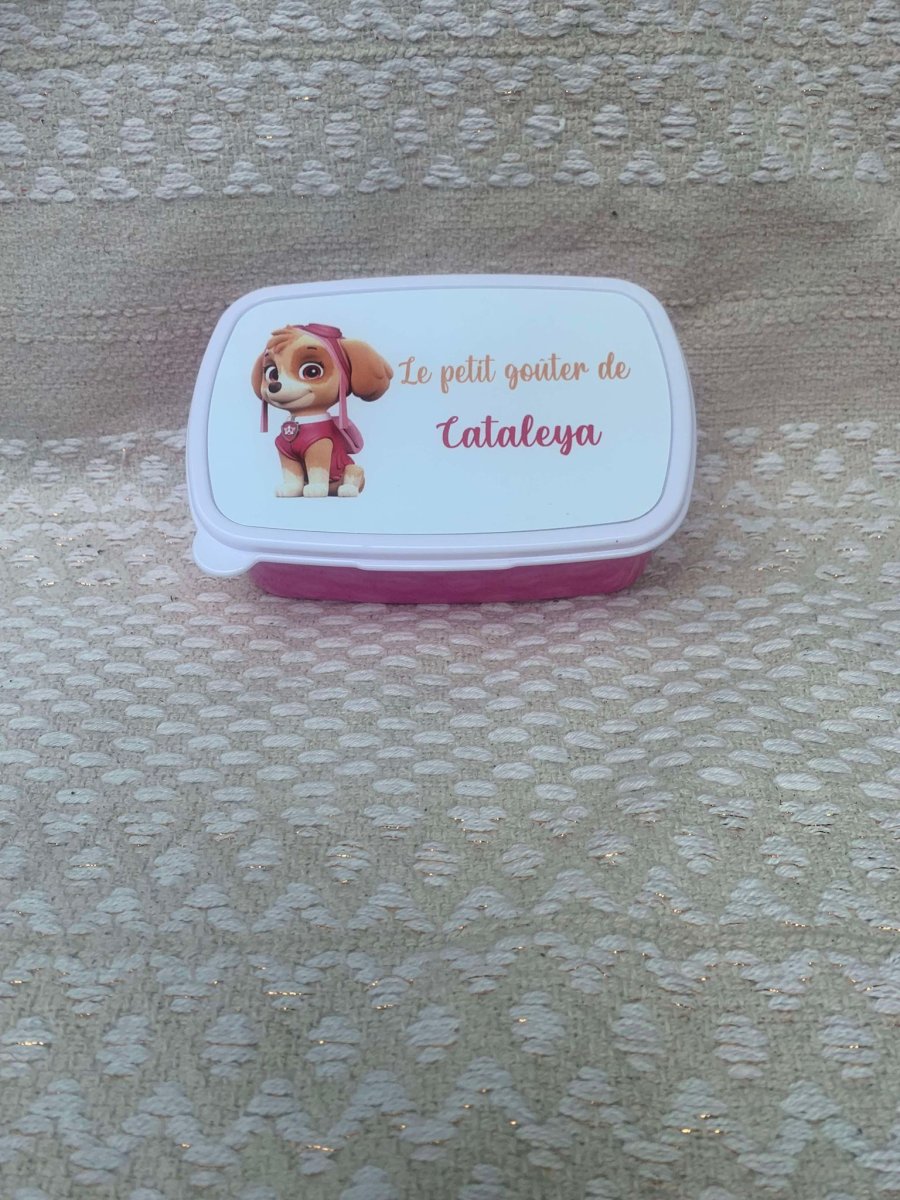 Le petit goûter de
Cataleya